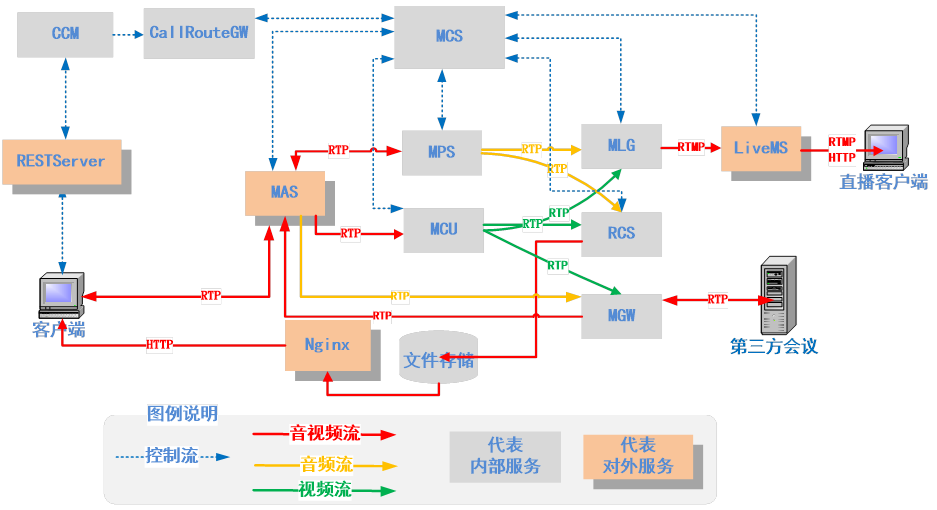 CCM
CallRouteGW
MCS
RESTServer
MAS
RTP
MPS
RTP
RTP
MLG
RTMP
LiveMS
RTMP
HTTP
直播客户端
RTP
MCU
RTP
RTP
RCS
RTP
客户端
RTP
RTP
RTP
MGW
RTP
第三方会议
HTTP
Nginx
文件存储
图例说明
控制流
音视频流
音频流
视频流
代表
内部服务
代表
对外服务